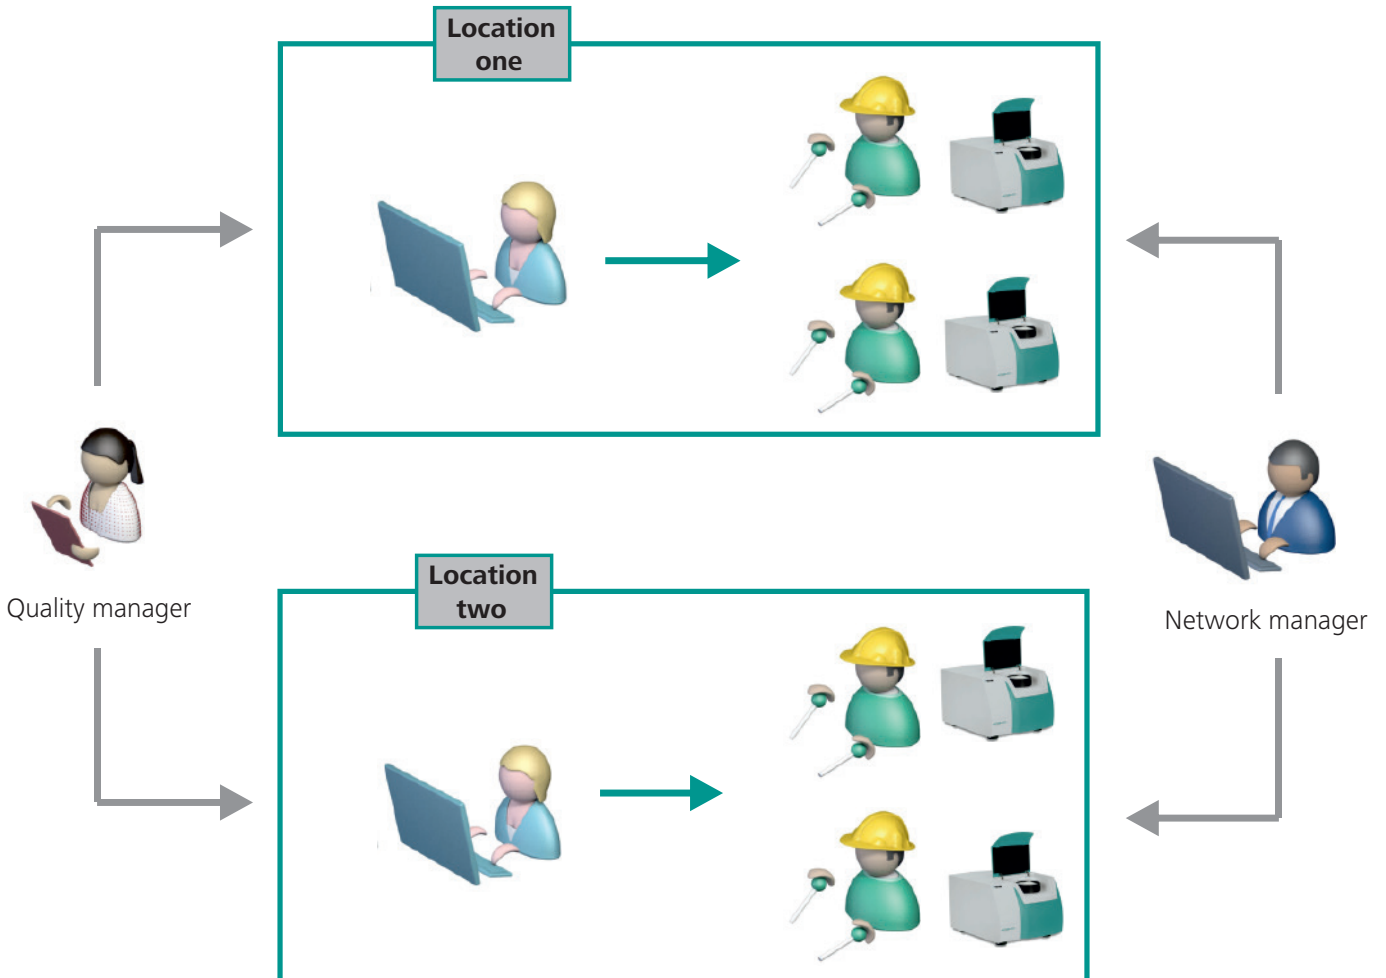 Location
one
Quality manager
Network manager
Location
two